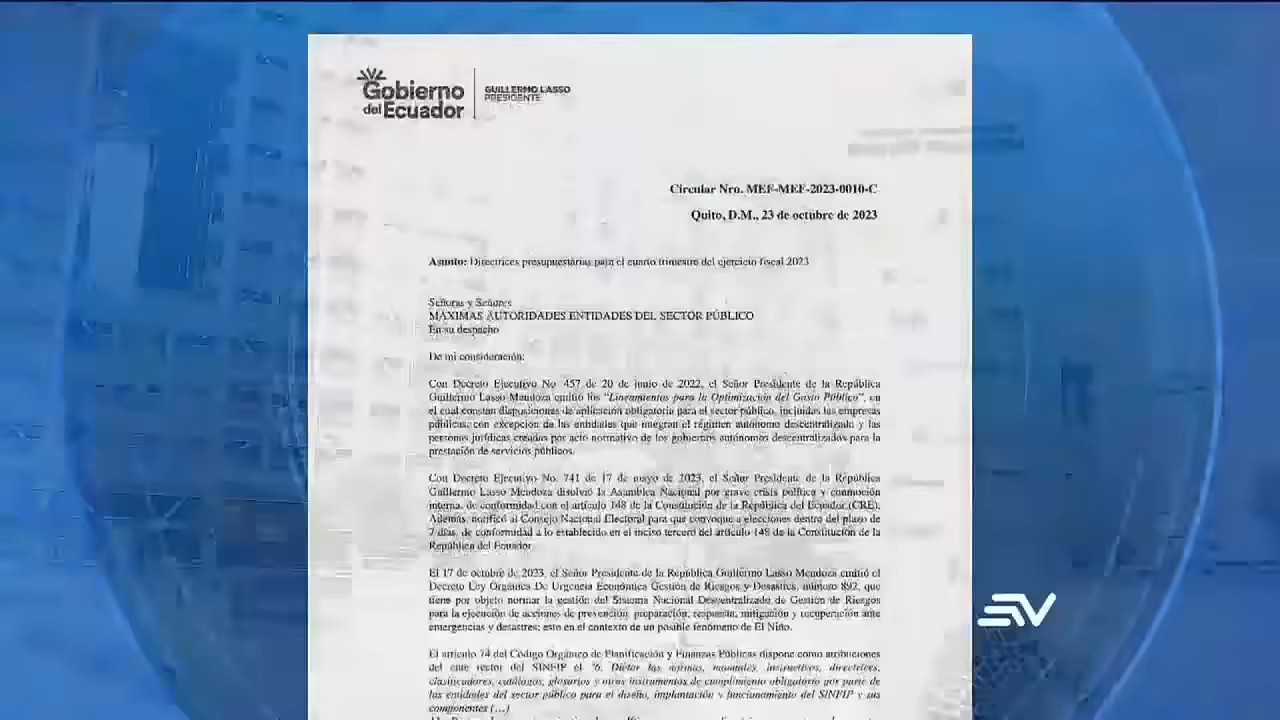 Gobierno
del Ecuador
GUILLERMO LASSO
PRESIDENTE
Circular Nro. MEF-MEF-2023-0010-C
Quito, D.M., 23 de octubre de 2023
Asunto: Directrices presupuestarias para el cuarto trimestre del ejercicio fiscal 2023
Señoras y Señores
MÁXIMAS AUTORIDADES ENTIDADES DEL SECTOR PÚBLICO
En su despacho
De mi consideración:
Con Decreto Ejecutivo No. 457 de 20 de junio de 2022, el Señor Presidente de la República
Guillermo Lasso Mendoza emitió los "Lineamientos para la Optimización del Gasto Público", en
el cual constan disposiciones de aplicación obligatoria para el sector público, incluidas las empresas
públicas, con excepción de las entidades que integran el régimen autónomo descentralizado y las
personas jurídicas creadas por acto normativo de los gobiernos autónomos descentralizados para la
prestación de servicios públicos.
Con Decreto Ejecutivo No. 741 de 17 de mayo de 2023, el Señor Presidente de la República
Guillermo Lasso Mendoza disolvió la Asamblea Nacional por grave crisis política y conmoción
interna, de conformidad con el artículo 148 de la Constitución de la República del Ecuador (CRE).
Además, notificó al Consejo Nacional Electoral para que convoque a elecciones dentro del plazo de
7 días, de conformidad a lo establecido en el inciso tercero del artículo 148 de la Constitución de la
República del Ecuador.
El 17 de octubre de 2023, el Señor Presidente de la República Guillermo Lasso Mendoza emitió el
Decreto Ley Orgánica De Urgencia Económica Gestión de Riesgos y Desastres, número 892, que
tiene por objeto normar la gestión del Sistema Nacional Descentralizado de Gestión de Riesgos
para la ejecución de acciones de prevención, preparación, respuesta, mitigación y recuperación ante
emergencias y desastres; esto en el contexto de un posible fenómeno de El Niño.
El artículo 74 del Código Orgánico de Planificación y Finanzas Públicas dispone como atribuciones
del ente rector del SINFIP el "6. Dictar las normas, manuales, instructivos, directrices,
clasificadores, catálogos, glosarios y otros instrumentos de cumplimiento obligatorio por parte de
las entidades del sector público para el diseño, implantación y funcionamiento del SINFIP y sus
componentes (...)